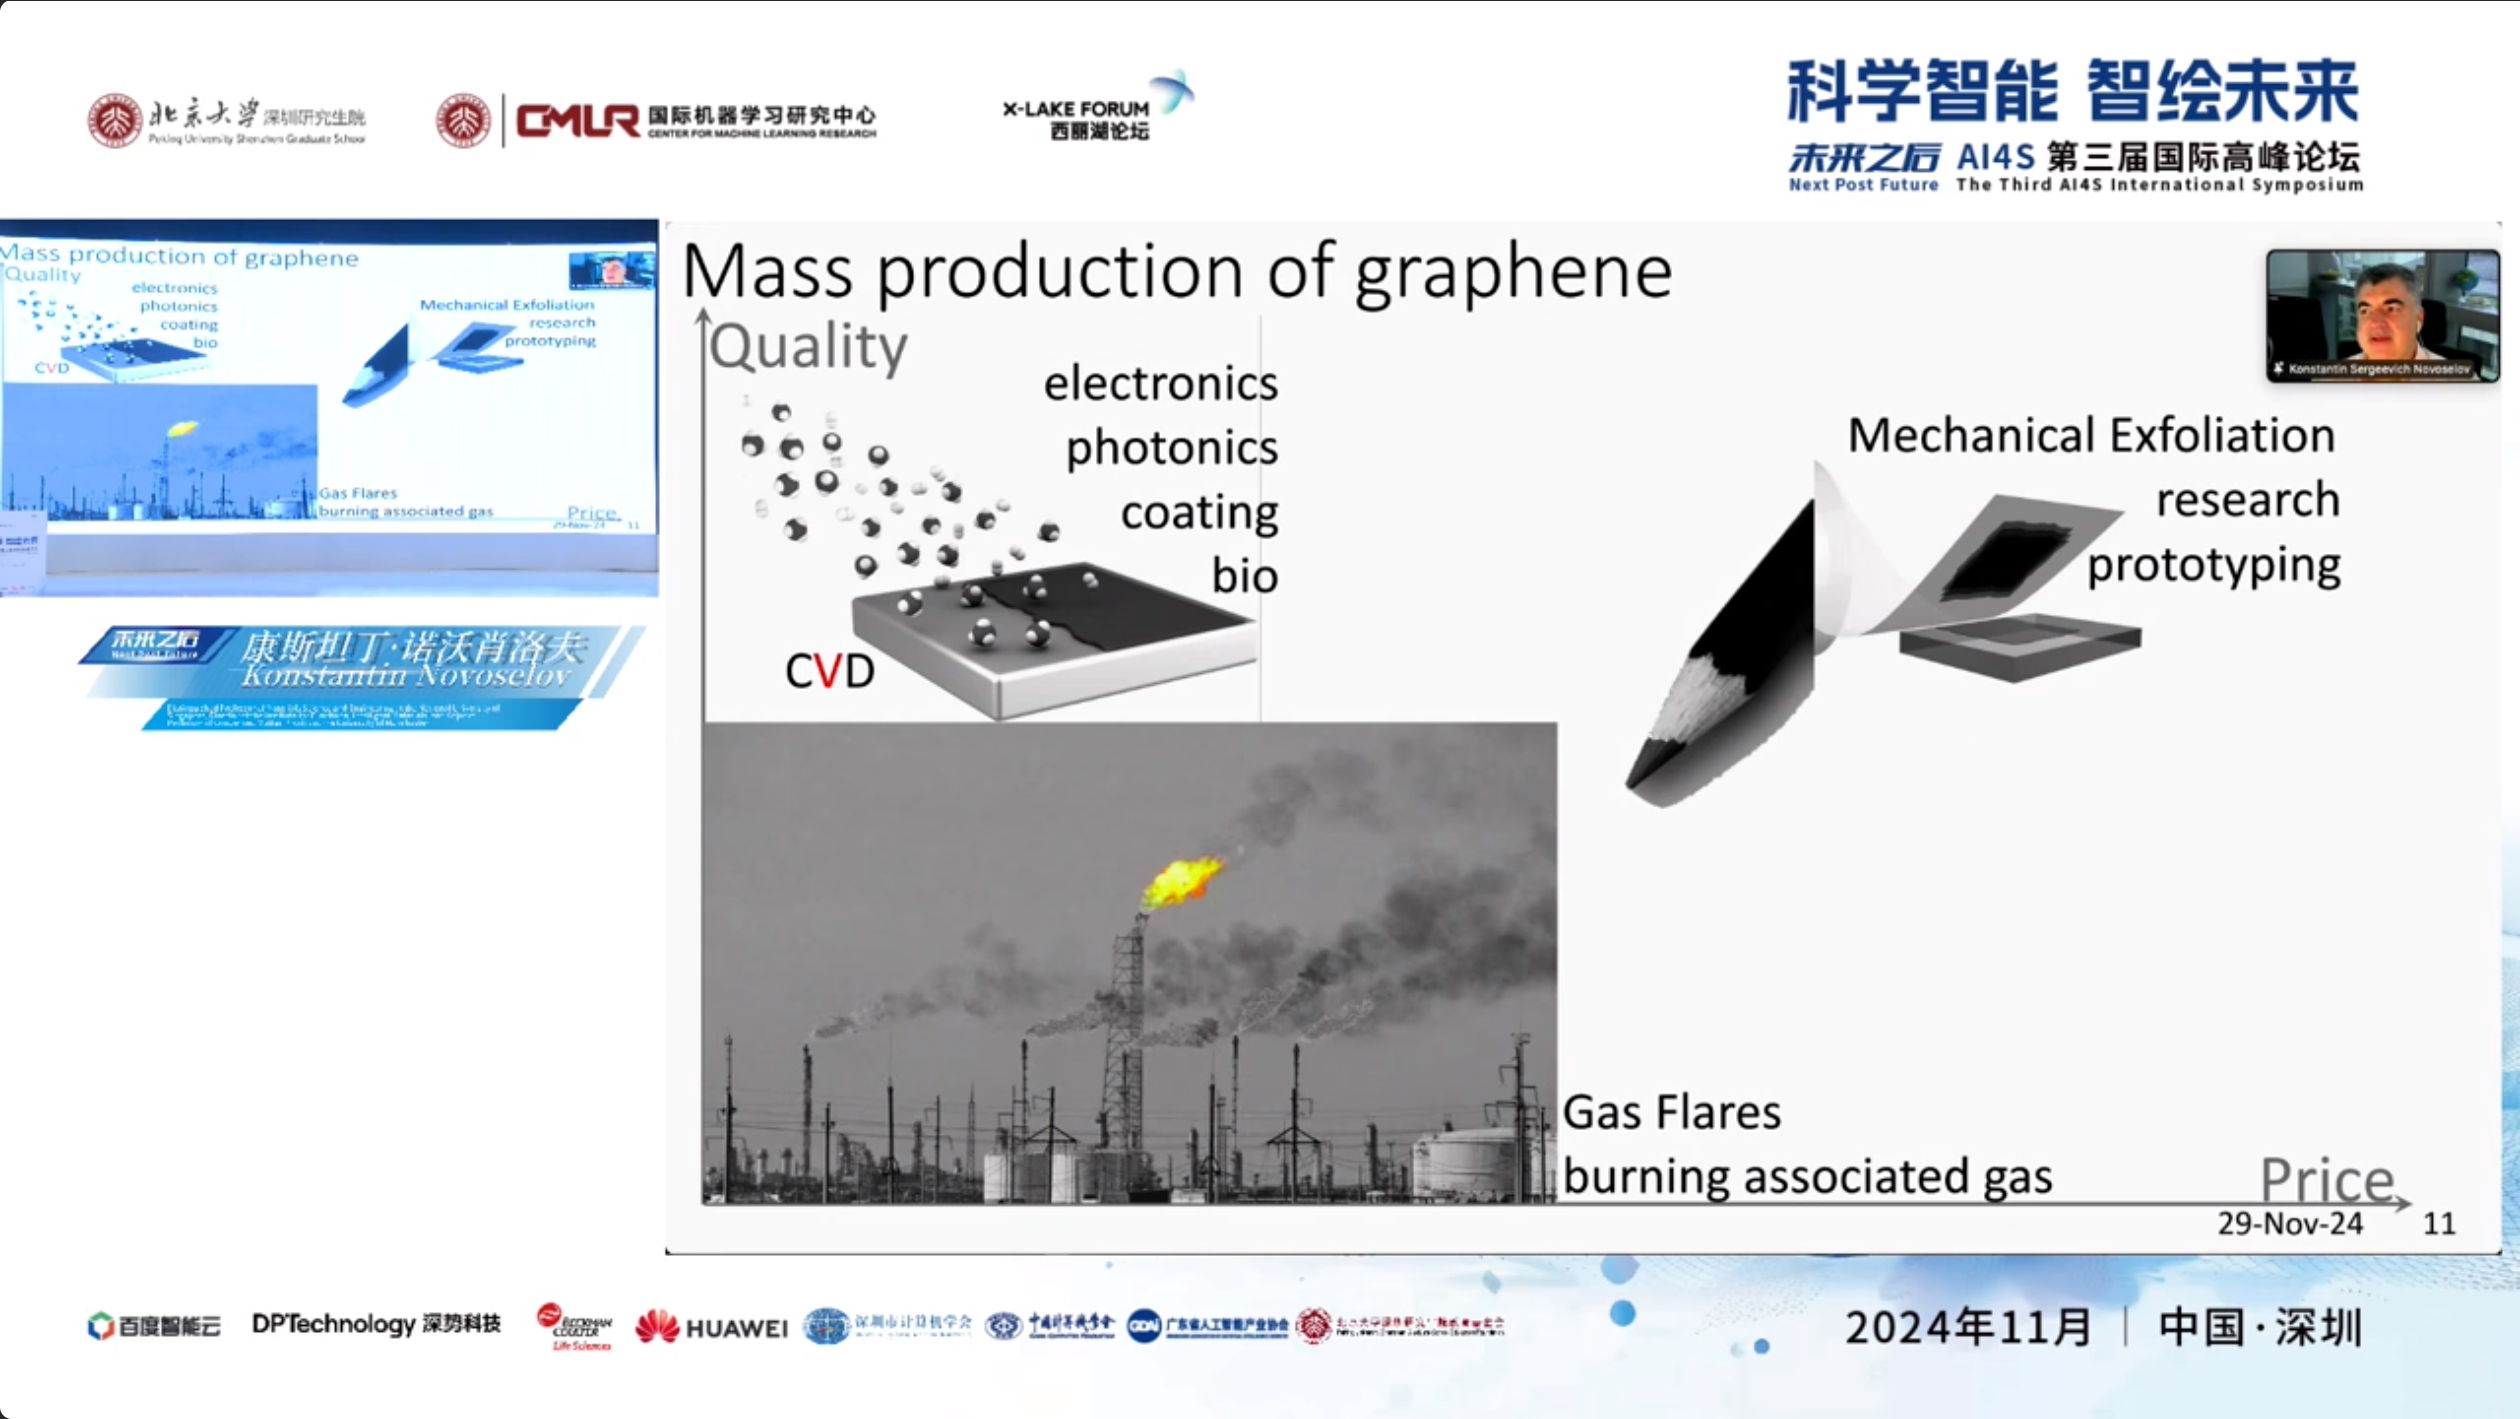 北京大学 深圳研究生院
Peking University Shenzhen Graduate School
CMLR 国际机器学习研究中心
CENTER FOR MACHINE LEARNING RESEARCH
X-LAKE FORUM
西丽湖论坛
科学智能 智绘未来
未来之后 AI4S 第三届国际高峰论坛
Next Post Future The Third AI4S International Symposium
Mass production of graphene
Quality
electronics
photonics
coating
bio
CVD
Mechanical Exfoliation
research
prototyping
Gas Flares
burning associated gas
Price
29-Nov-24 11
未来之后
Next Post Future
康斯坦丁·诺沃肖洛夫
Konstantin Novoselov
Mass production of graphene
Quality
electronics
photonics
coating
bio
CVD
Konstantin Sergeevich Novoselov
Mechanical Exfoliation
research
prototyping
Gas Flares
burning associated gas
Price
29-Nov-24 11
百度智能云
DPTechnology 深势科技
BECKMAN
COULTER
Life Sciences
HUAWEI
深圳市计算机学会
广东省人工智能产业协会
2024年11月 | 中国·深圳